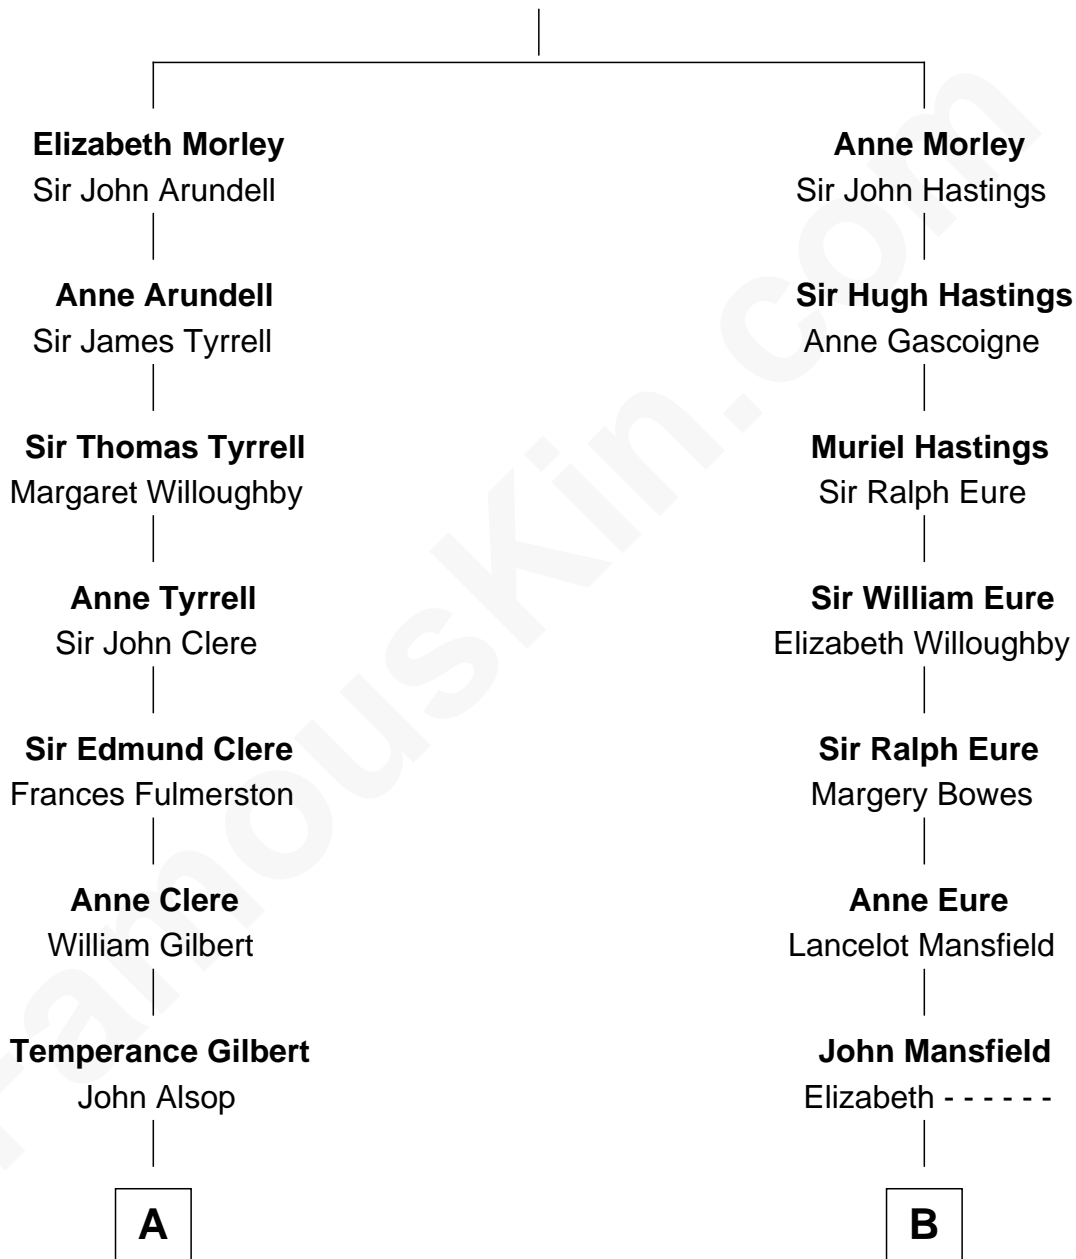 Elizabeth Morley
Sir John Arundell
Anne Arundell
Sir James Tyrrell
Sir Thomas Tyrrell
Margaret Willoughby
Anne Tyrrell
Sir John Clere
Sir Edmund Clere
Frances Fulmerston
Anne Clere
William Gilbert
Temperance Gilbert
John Alsop
A
Anne Morley
Sir John Hastings
Sir Hugh Hastings
Anne Gascoigne
Muriel Hastings
Sir Ralph Eure
Sir William Eure
Elizabeth Willoughby
Sir Ralph Eure
Margery Bowes
Anne Eure
Lancelot Mansfield
John Mansfield
Elizabeth - - - - - -
B
FamousKin.com